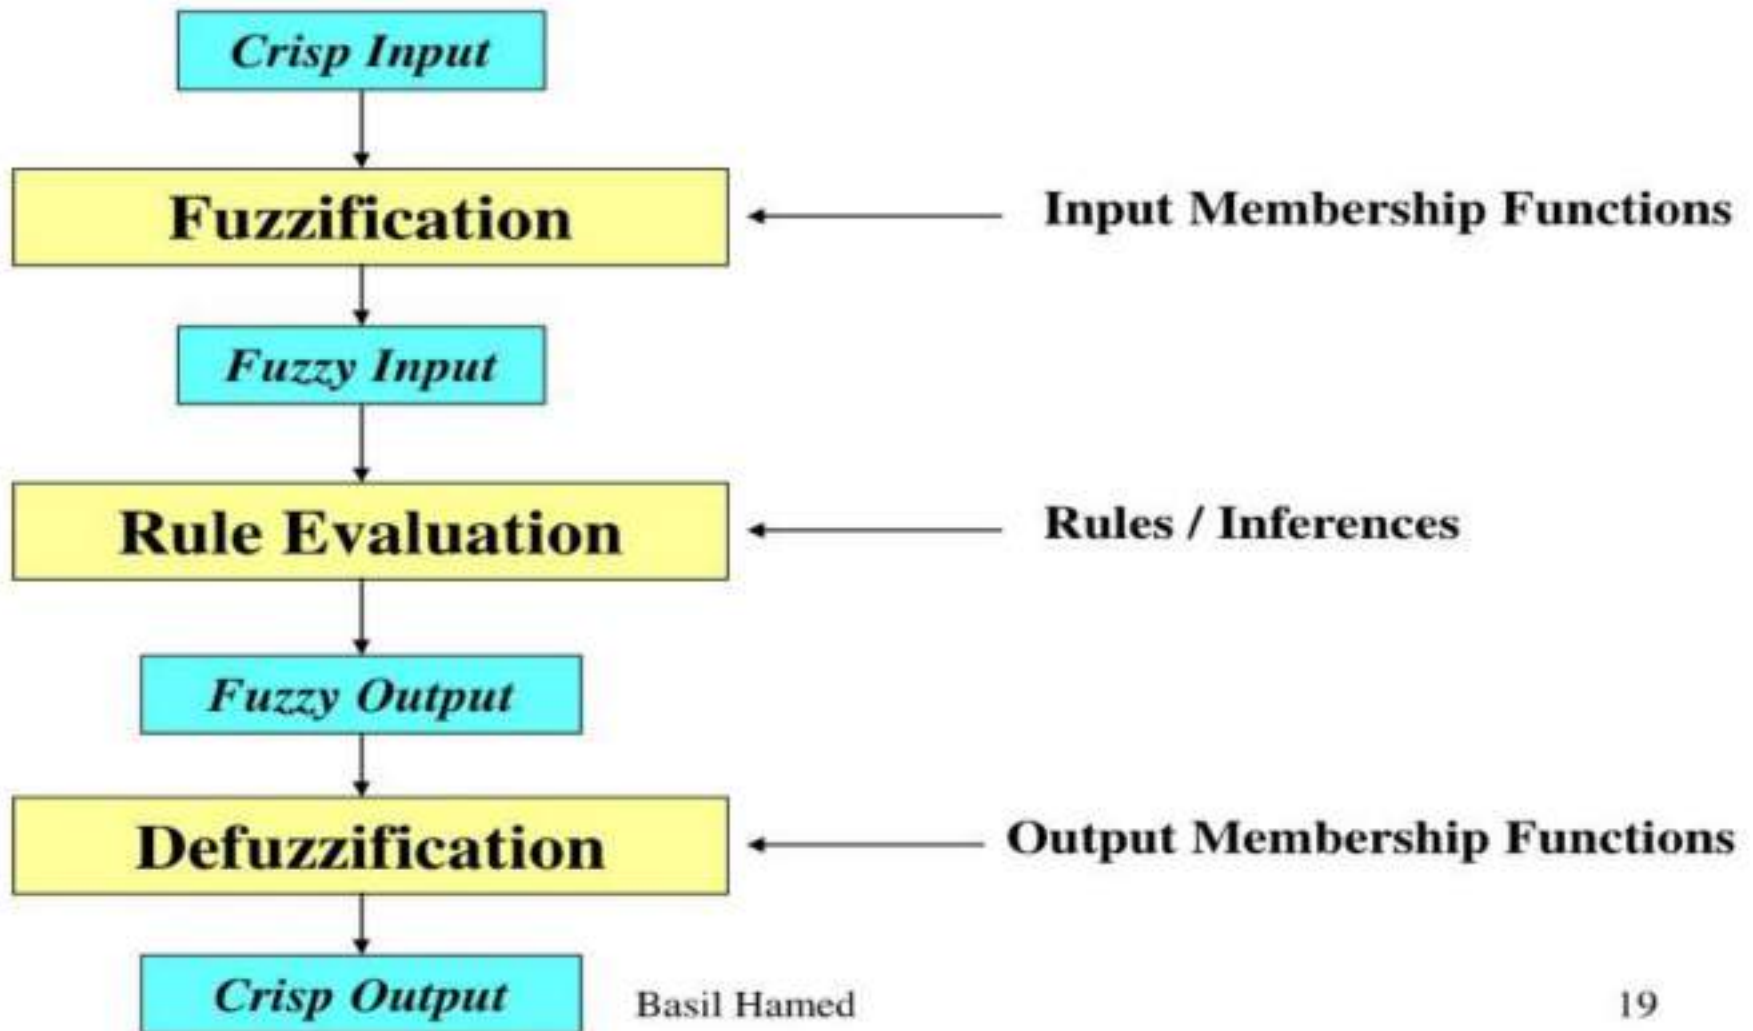 Crisp Input
Fuzzification
Input Membership Functions
Fuzzy Input
Rule Evaluation
Rules / Inferences
Fuzzy Output
Defuzzification
Output Membership Functions
Crisp Output
Basil Hamed
19